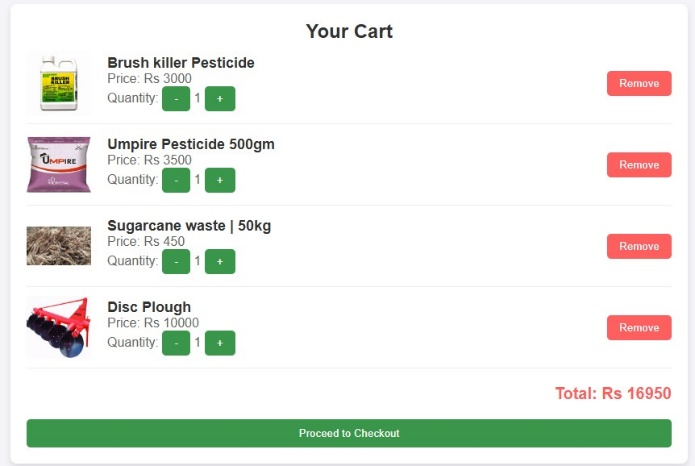 Your Cart
Brush killer Pesticide
Price: Rs 3000
Quantity: - 1 +
Remove
BRUSH
KILLER
Umpire Pesticide 500gm
Price: Rs 3500
Quantity: - 1 +
Remove
UMPIRE
Sugarcane waste | 50kg
Price: Rs 450
Quantity: - 1 +
Remove
Disc Plough
Price: Rs 10000
Quantity: - 1 +
Remove
Total: Rs 16950
Proceed to Checkout